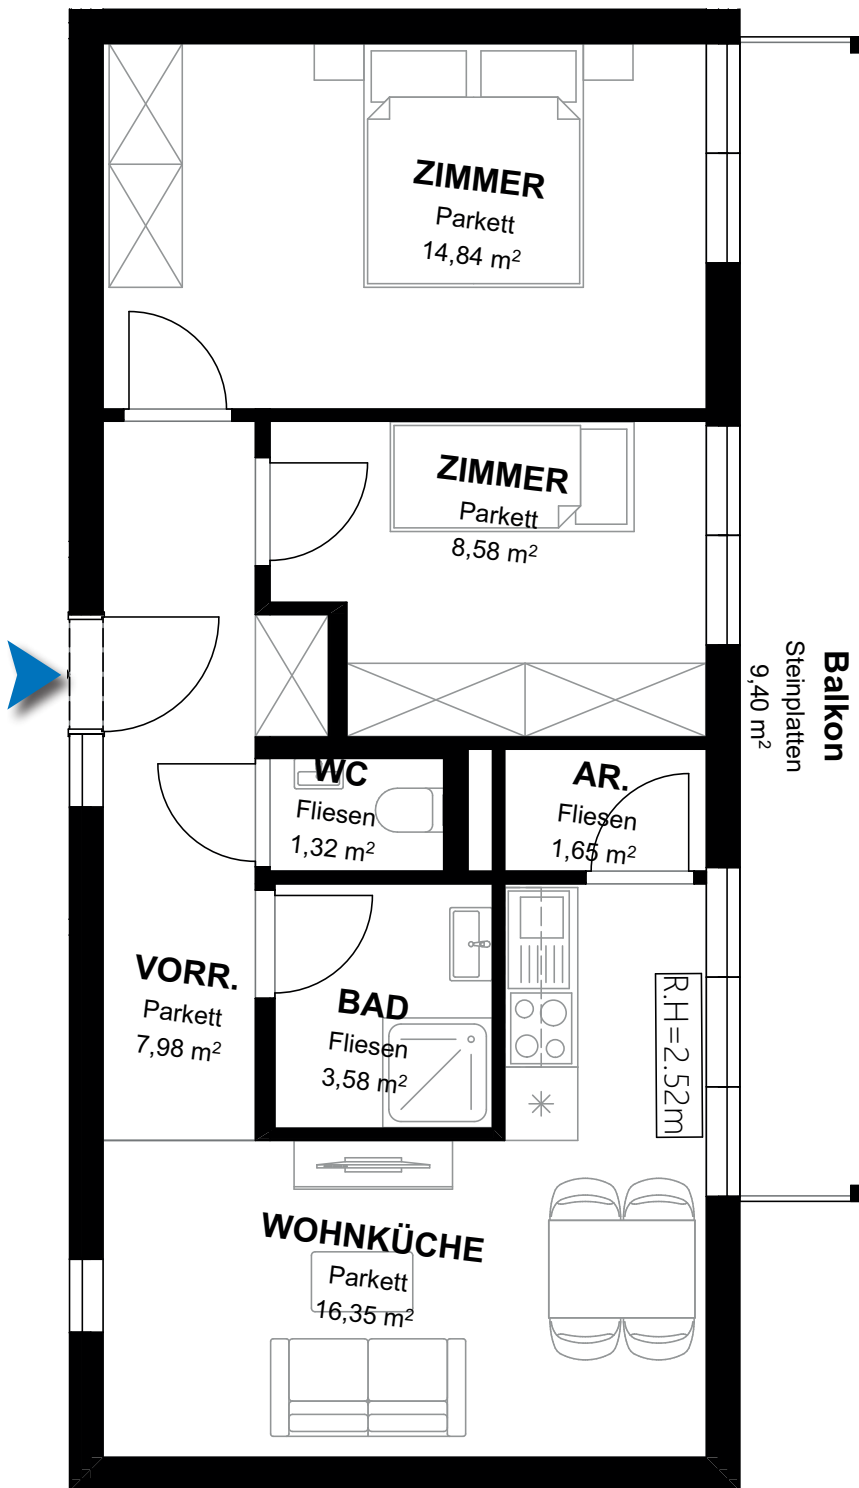 ZIMMER
Parkett
14,84 m²
ZIMMER
Parkett
8,58 m²
Balkon
Steinplatten
9,40 m²
WC
Fliesen
1,32 m²
AR.
Fliesen
1,65 m²
VORR.
Parkett
7,98 m²
BAD
Fliesen
3,58 m²
R.H=2.52m
WOHNKÜCHE
Parkett
16,35 m²